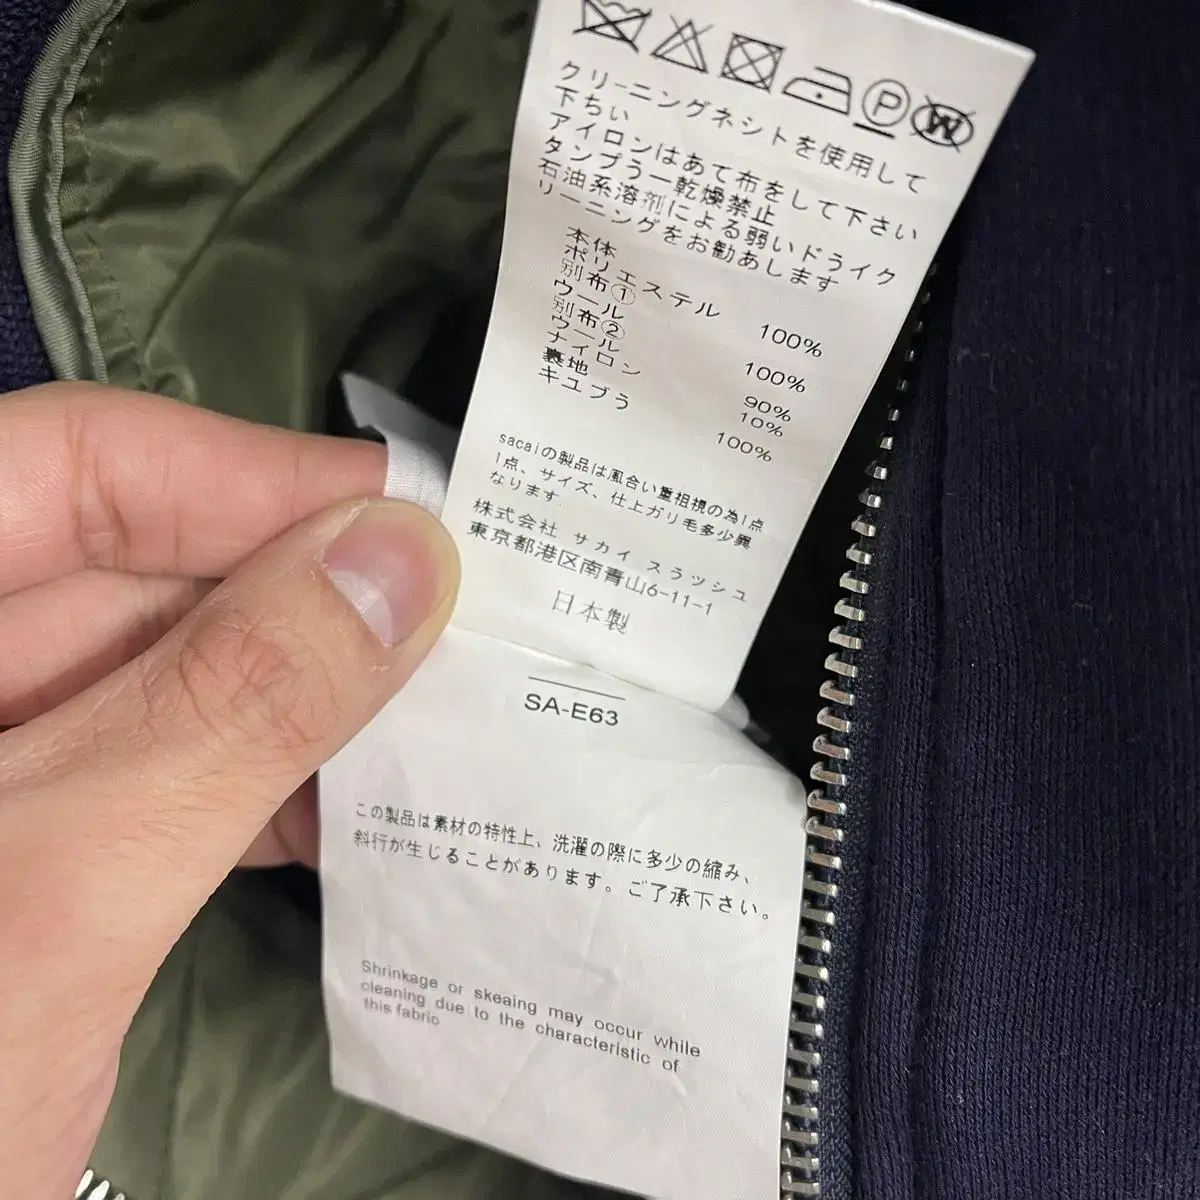 P W
クリーニングネシトを使用して
下ちい
アイロンはあて布をして下さい
タンブラー乾燥禁止
石油系溶剤による弱いドライク
リーニングをお勧あします
本体
ポリエステル 100%
別布①
ウール 100%
別布②
ウール 90%
ナイロン 10%
裏地
キユブラ 100%
sacaiの製品は風合い重祖視の為1点
1点、サイズ、仕上ガリ毛多少異
なります
株式会社 サカイ スラッシュ
東京都港区南青山6-11-1
日本製
SA-E63
この製品は素材の特性上、洗濯の際に多少の縮み、
斜行が生じることがあります。ご了承下さい。
Shrinkage or skeaing may occur while
cleaning due to the characteristic of
this fabric